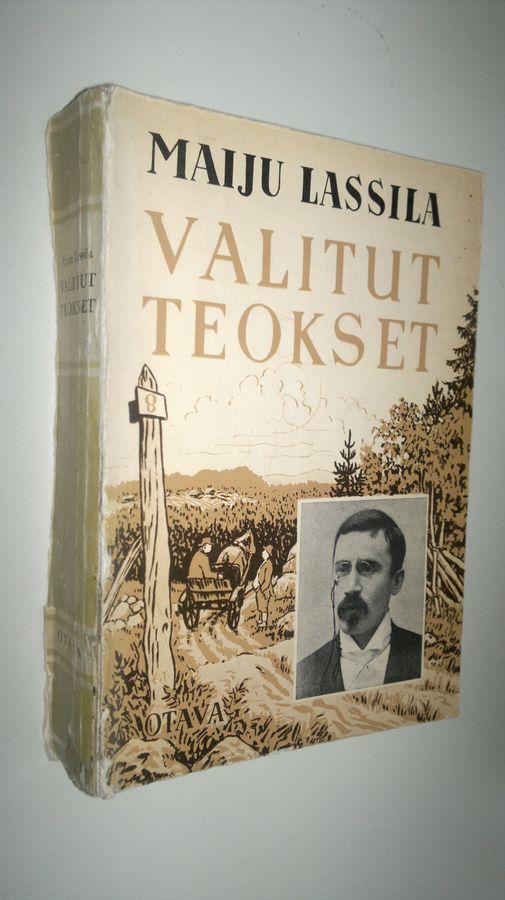 MAIJU LASSILA
VALITUT
TEOKSET
8
OTAVA
Maiju Lassila
VALITUT
TEOKSET
OTAVA